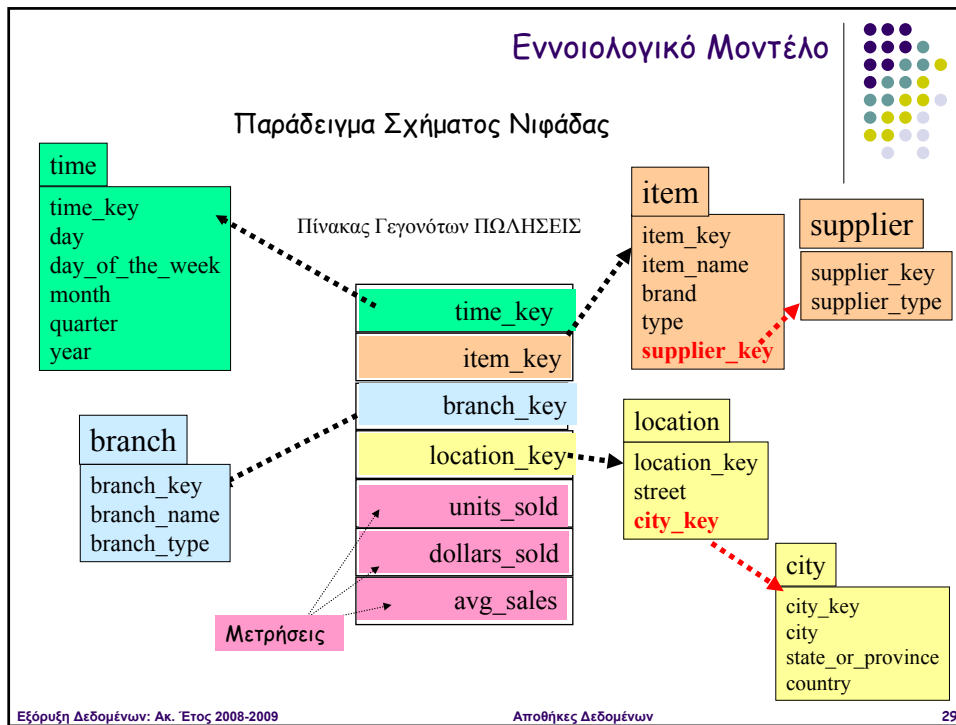 Εννοιολογικό Μοντέλο
Παράδειγμα Σχήματος Νιφάδας
time
time_key
day
day_of_the_week
month
quarter
year
Πίνακας Γεγονότων ΠΩΛΗΣΕΙΣ
time_key
item_key
branch_key
location_key
units_sold
dollars_sold
avg_sales
Μετρήσεις
branch
branch_key
branch_name
branch_type
item
item_key
item_name
brand
type
supplier_key
supplier
supplier_key
supplier_type
location
location_key
street
city_key
city
city_key
city
state_or_province
country
Εξόρυξη Δεδομένων: Ακ. Έτος 2008-2009
Αποθήκες Δεδομένων
29